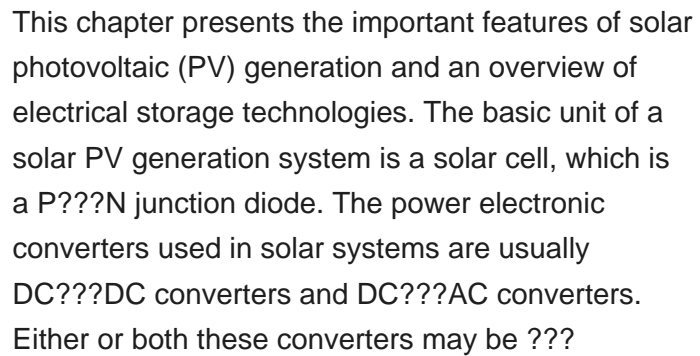 This chapter presents the important features of solar
photovoltaic (PV) generation and an overview of
electrical storage technologies. The basic unit of a
solar PV generation system is a solar cell, which is
a P???N junction diode. The power electronic
converters used in solar systems are usually
DC???DC converters and DC???AC converters.
Either or both these converters may be ???